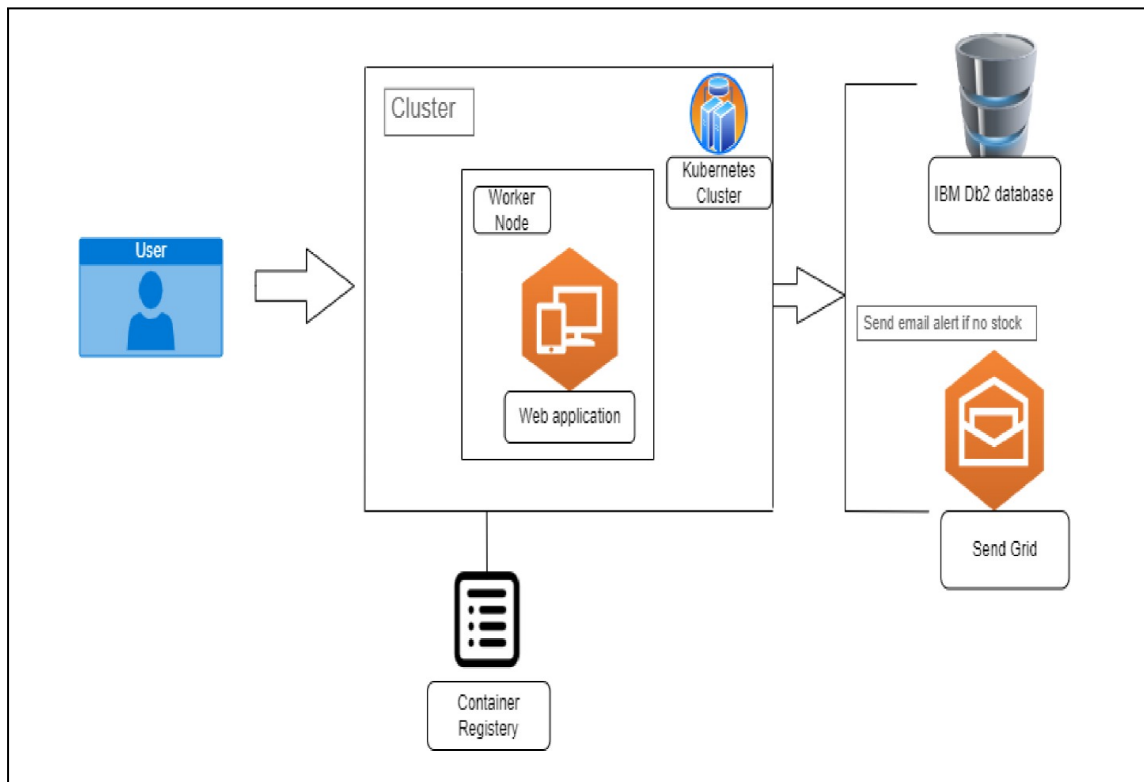 Cluster
Kubernetes
Cluster
IBM Db2 database
Worker
Node
User
Send email alert if no stock
Web application
Send Grid
Container
Registery